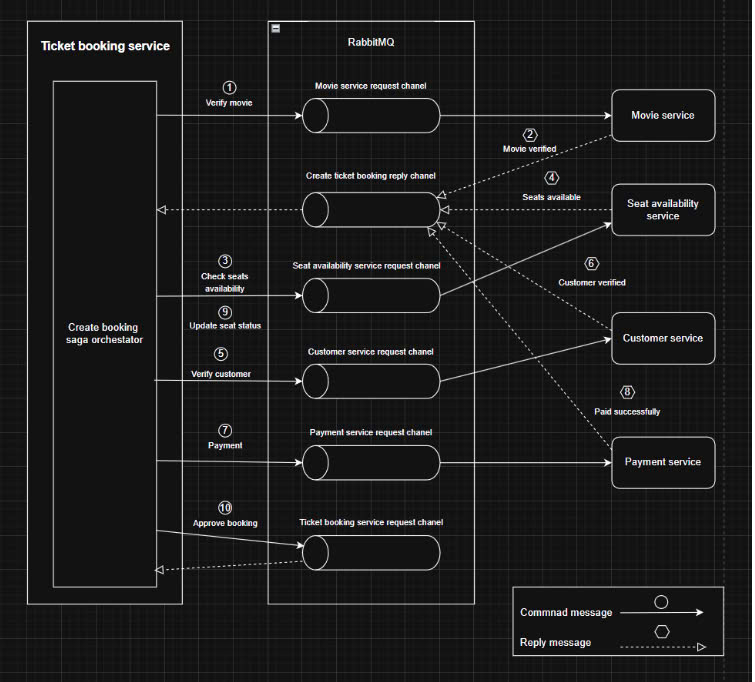 Ticket booking service
RabbitMQ
1
Verify movie
Movie service request chanel
Movie service
2
Movie verified
Create ticket booking reply chanel
4
Seats available
Seat availability
service
3
Check seats
availability
Seat availability service request channel
6
Customer verified
9
Update seat status
Create booking
saga orchestator
5
Verify customer
Customer service request chanel
Customer service
8
Paid successfully
7
Payment
Payment service request chanel
Payment service
10
Approve booking
Ticket booking service request chanel
Commnad message
Reply message